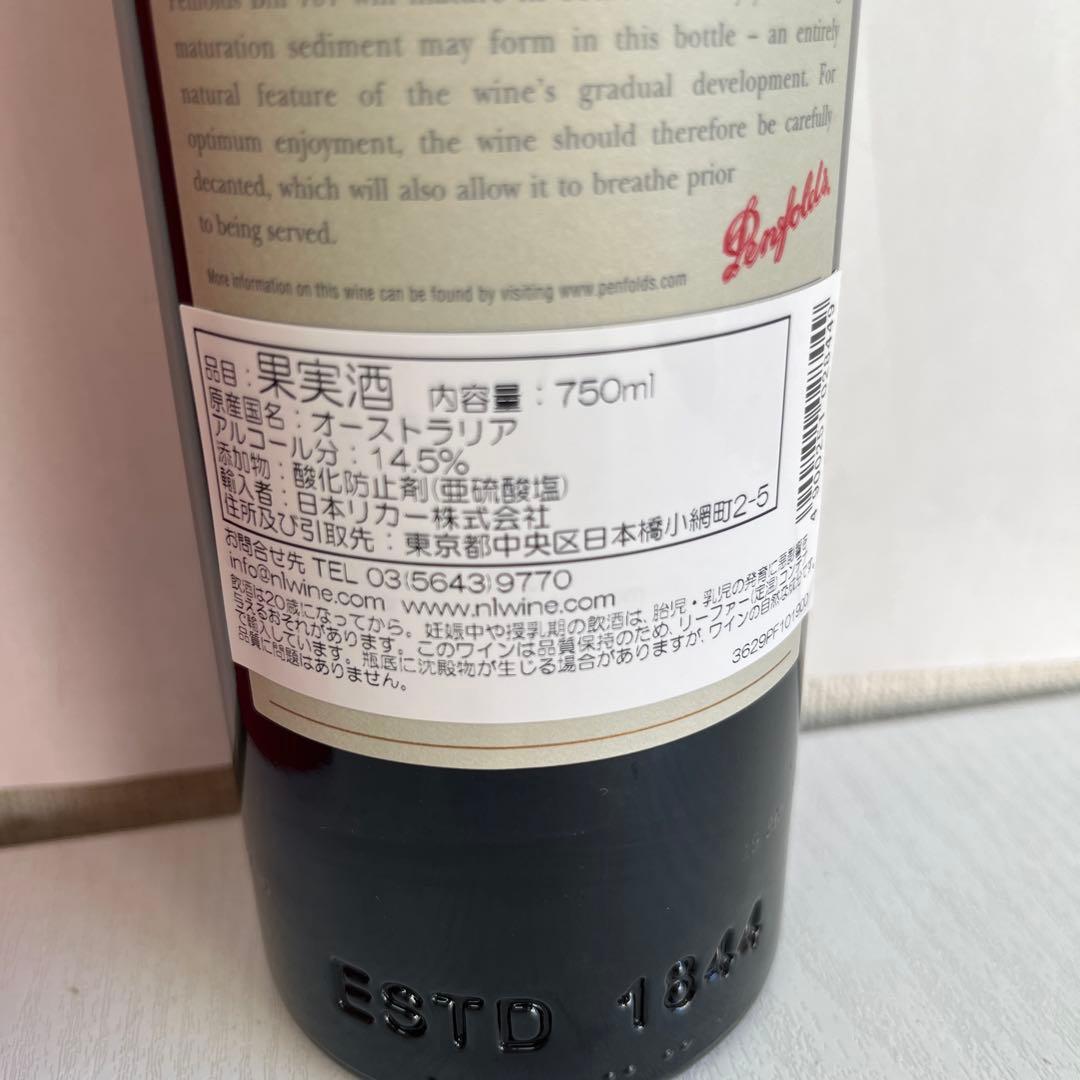 maturation sediment may form in this bottle – an entirely
natural feature of the wine's gradual development. For
optimum enjoyment, the wine should therefore be carefully
decanted, which will also allow it to breathe prior
to being served.
Penfolds
More information on this wine can be found by visiting www.penfolds.com
品目：果実酒 内容量：750ml
原産国名：オーストラリア
アルコール分：14.5%
添加物：酸化防止剤(亜硫酸塩)
輸入者：日本リカー株式会社
住所及び引取先：東京都中央区日本橋小網町2-5
お問合せ先 TEL 03(5643)9770
info@nlwine.com www.nlwine.com
飲酒は20歳になってから。妊娠中や授乳期の飲酒は、胎児・乳児の発育に悪影響を
与えるおそれがあります。このワインは品質保持のため、リーファー(定温)コンテナ
で輸入しています。瓶底に沈殿物が生じる場合がありますが、ワインの自然な成分です。
品質に問題はありません。
3629PF101900
4 900251 628449
ESTD 1844